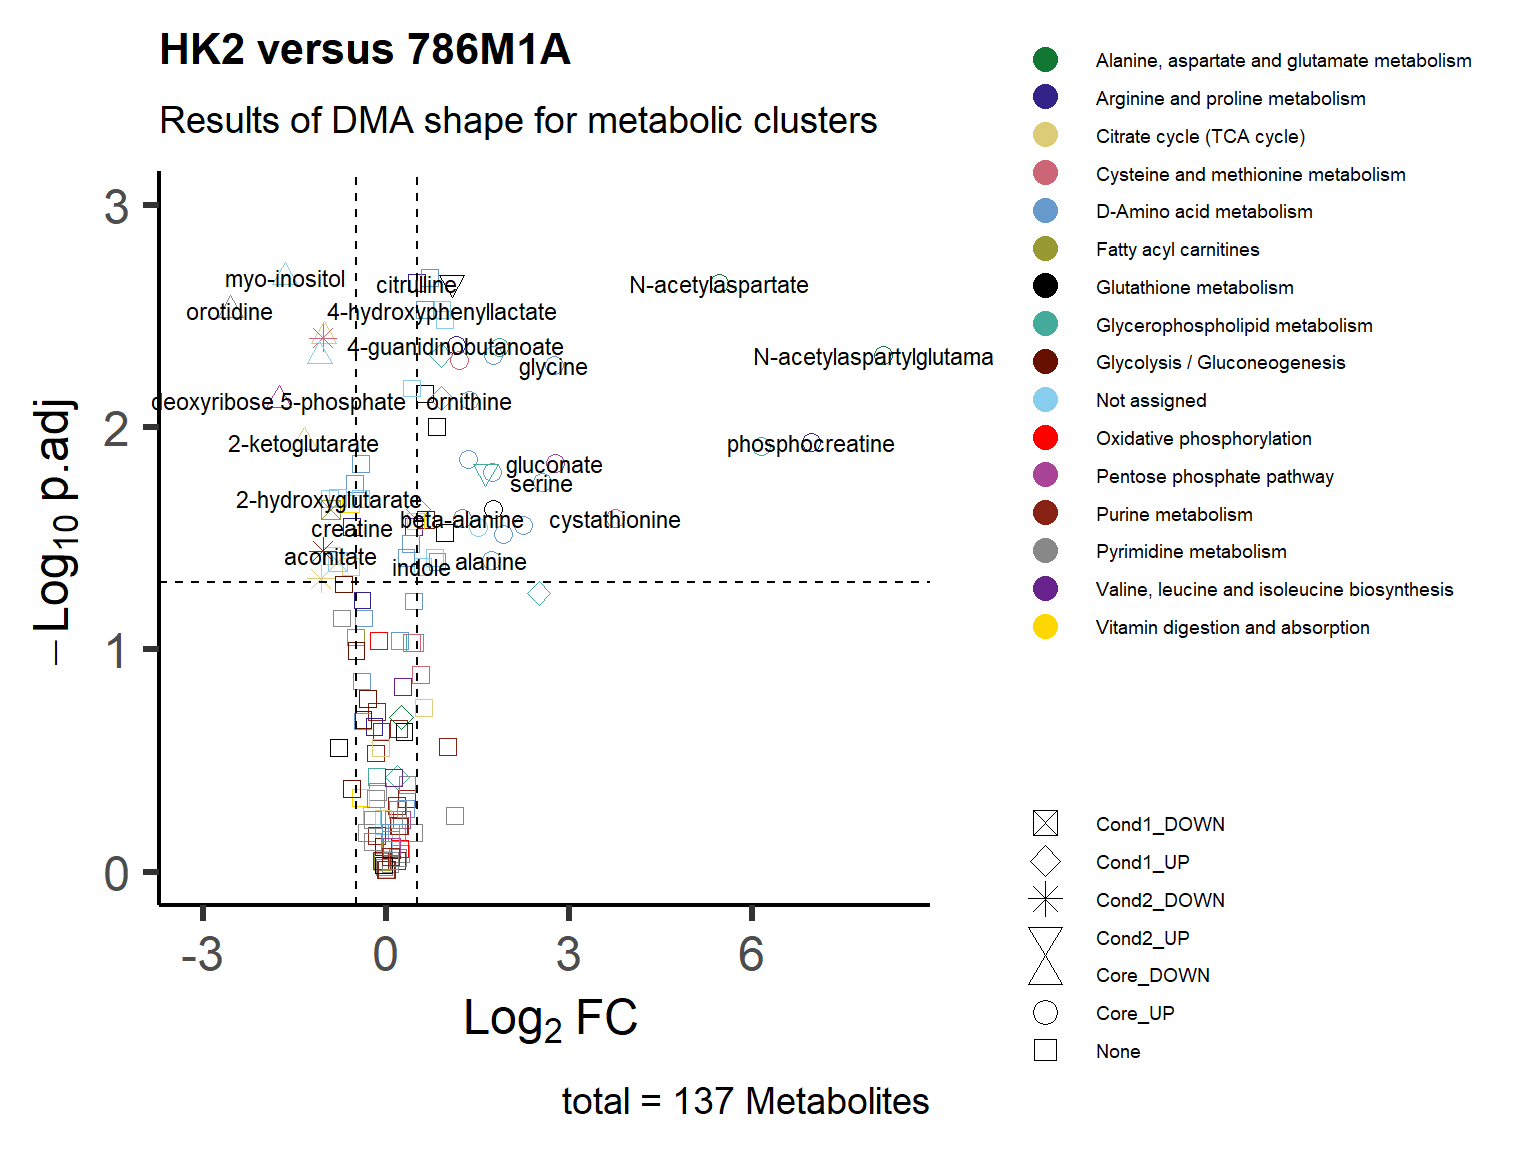 HK2 versus 786M1A
Results of DMA shape for metabolic clusters
3
2
1
0
−Log10 p.adj
myo-inositol
citrulline
N-acetylaspartate
orotidine
4-hydroxyphenyllactate
4-guanidinobutanoate
N-acetylaspartylglutama
glycine
deoxyribose 5-phosphate
ornithine
2-ketoglutarate
phosphocreatine
gluconate
serine
2-hydroxyglutarate
beta-alanine
cystathionine
creatine
aconitate
alanine
indole
-3
0
3
6
Log2 FC
total = 137 Metabolites
Alanine, aspartate and glutamate metabolism
Arginine and proline metabolism
Citrate cycle (TCA cycle)
Cysteine and methionine metabolism
D-Amino acid metabolism
Fatty acyl carnitines
Glutathione metabolism
Glycerophospholipid metabolism
Glycolysis / Gluconeogenesis
Not assigned
Oxidative phosphorylation
Pentose phosphate pathway
Purine metabolism
Pyrimidine metabolism
Valine, leucine and isoleucine biosynthesis
Vitamin digestion and absorption
Cond1_DOWN
Cond1_UP
Cond2_DOWN
Cond2_UP
Core_DOWN
Core_UP
None